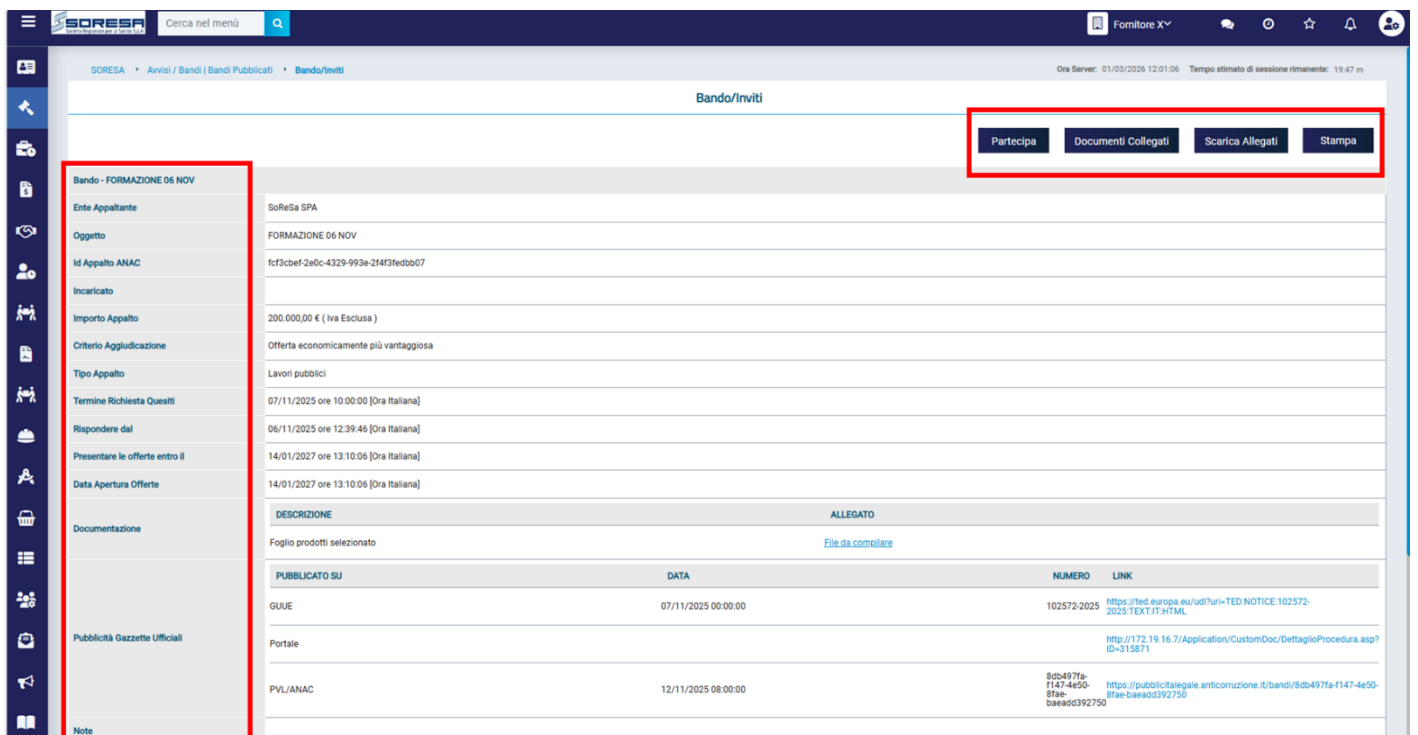 SORESA
Società Regionale per la Sanità S.p.A.
Cerca nel menù
Fornitore X
SORESA • Avvisi / Bandi | Bandi Pubblicati • Bando/Inviti
Ora Server: 01/03/2026 12:01:06 Tempo stimato di sessione rimanente: 19:47 m
Bando/Inviti
Partecipa
Documenti Collegati
Scarica Allegati
Stampa
Bando - FORMAZIONE 06 NOV
Ente Appaltante SoReSa SPA
Oggetto FORMAZIONE 06 NOV
Id Appalto ANAC fcf3cbef-2e0c-4329-993e-2f4f3fedbb07
Incaricato
Importo Appalto 200.000,00 € ( Iva Esclusa )
Criterio Aggiudicazione Offerta economicamente più vantaggiosa
Tipo Appalto Lavori pubblici
Termine Richiesta Quesiti 07/11/2025 ore 10:00:00 [Ora Italiana]
Rispondere dal 06/11/2025 ore 12:39:46 [Ora Italiana]
Presentare le offerte entro il 14/01/2027 ore 13:10:06 [Ora Italiana]
Data Apertura Offerte 14/01/2027 ore 13:10:06 [Ora Italiana]
Documentazione
DESCRIZIONE ALLEGATO
Foglio prodotti selezionato File da compilare
Pubblicità Gazzette Ufficiali
PUBBLICATO SU DATA NUMERO LINK
GUUE 07/11/2025 00:00:00 102572-2025 https://ted.europa.eu/udl?uri=TED:NOTICE:102572-
2025:TEXT:IT:HTML
Portale http://172.19.16.7/Application/CustomDoc/DettaglioProcedura.asp?
ID=315871
PVL/ANAC 12/11/2025 08:00:00
8db497fa-
f147-4e50-
8fae-
baeadd392750
https://pubblicitalegale.anticorruzione.it/bandi/8db497fa-f147-4e50-
8fae-baeadd392750
Note